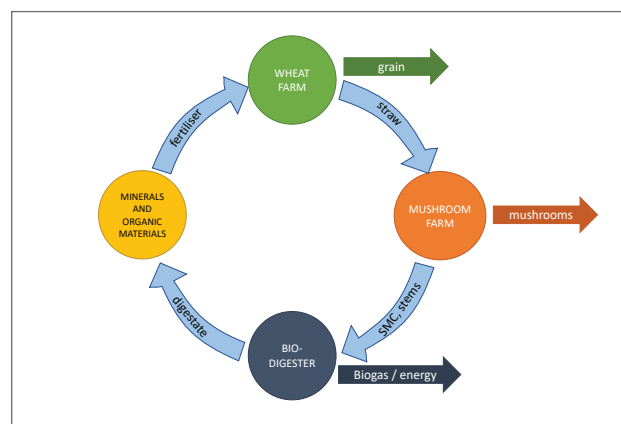 WHEAT
FARM
grain
straw
MUSHROOM
FARM
mushrooms
SMC, stems
BIO-
DIGESTER
Biogas / energy
digestate
MINERALS
AND
ORGANIC
MATERIALS
fertiliser